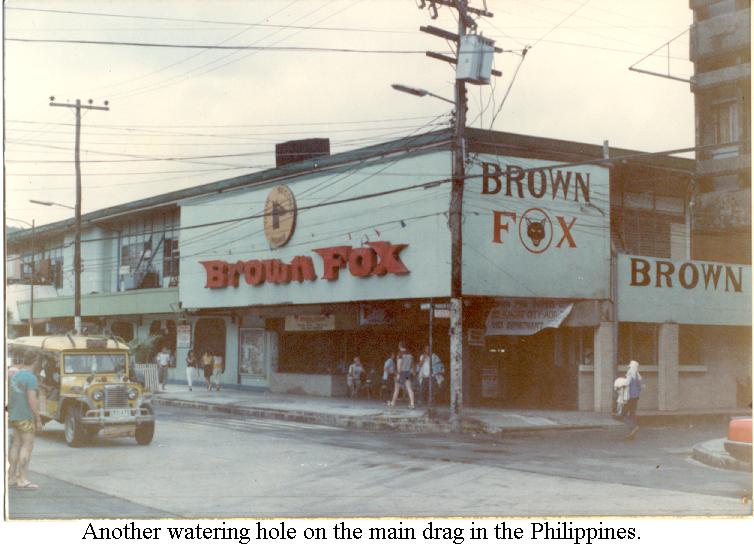 BROWN
FOX
Brown Fox
BROWN
Another watering hole on the main drag in the Philippines.